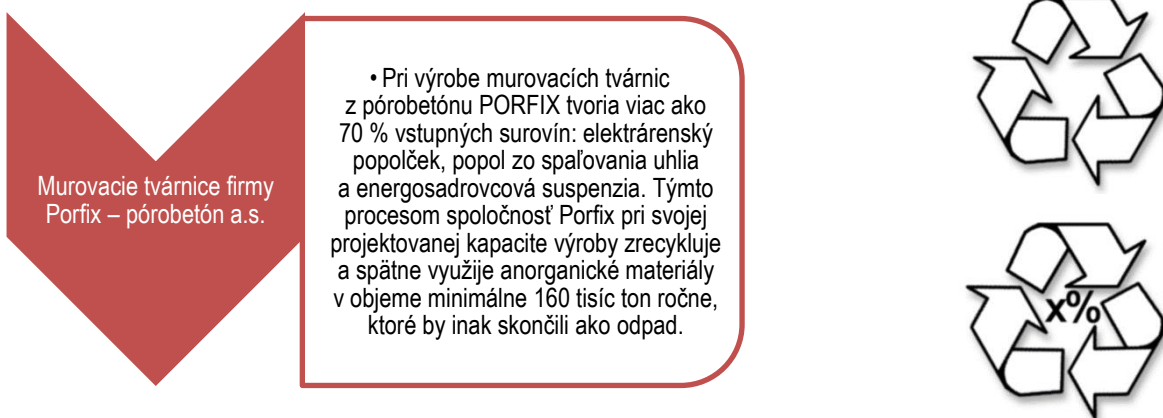 Murovacie tvárnice firmy
Porfix – pórobetón a.s.
• Pri výrobe murovacích tvárnic
z pórobetónu PORFIX tvoria viac ako
70 % vstupných surovín: elektrárenský
popolček, popol zo spaľovania uhlia
a energosadrovcová suspenzia. Týmto
procesom spoločnosť Porfix pri svojej
projektovanej kapacite výroby zrecykluje
a spätne využije anorganické materiály
v objeme minimálne 160 tisíc ton ročne,
ktoré by inak skončili ako odpad.
x%